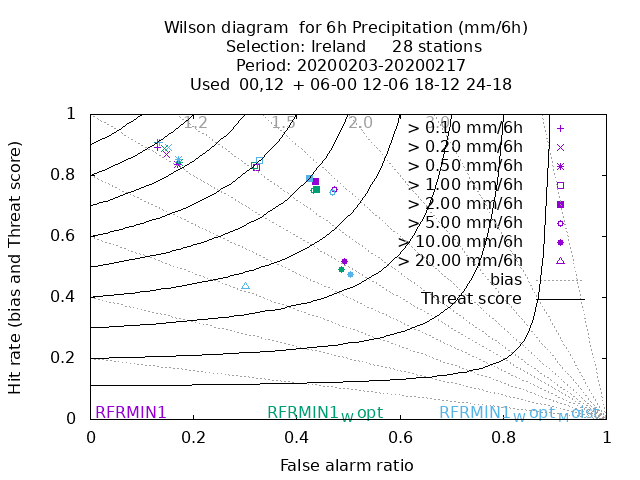 Wilson diagram  for 6h Precipitation (mm/6h)
Selection: Ireland     28 stations
Period: 20200203-20200217
Used  00,12  + 06-00 12-06 18-12 24-18
Hit rate (bias and Threat score)
1
0.8
0.6
0.4
0.2
0
1.2
1.5
2.0
3.0
> 0.10 mm/6h
> 0.20 mm/6h
> 0.50 mm/6h
> 1.00 mm/6h
> 2.00 mm/6h
> 5.00 mm/6h
> 10.00 mm/6h
> 20.00 mm/6h
bias
Threat score
RFRMIN1 RFRMIN1W opt RFRMIN1W opt M
0 0.2 0.4 0.6 0.8 1
False alarm ratio